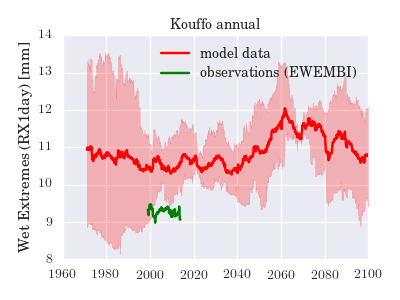 Kouffo annual
Wet Extremes (RX1day) [mm]
14
13
12
11
10
9
8
model data
observations (EWEMBI)
1960 1980 2000 2020 2040 2060 2080 2100